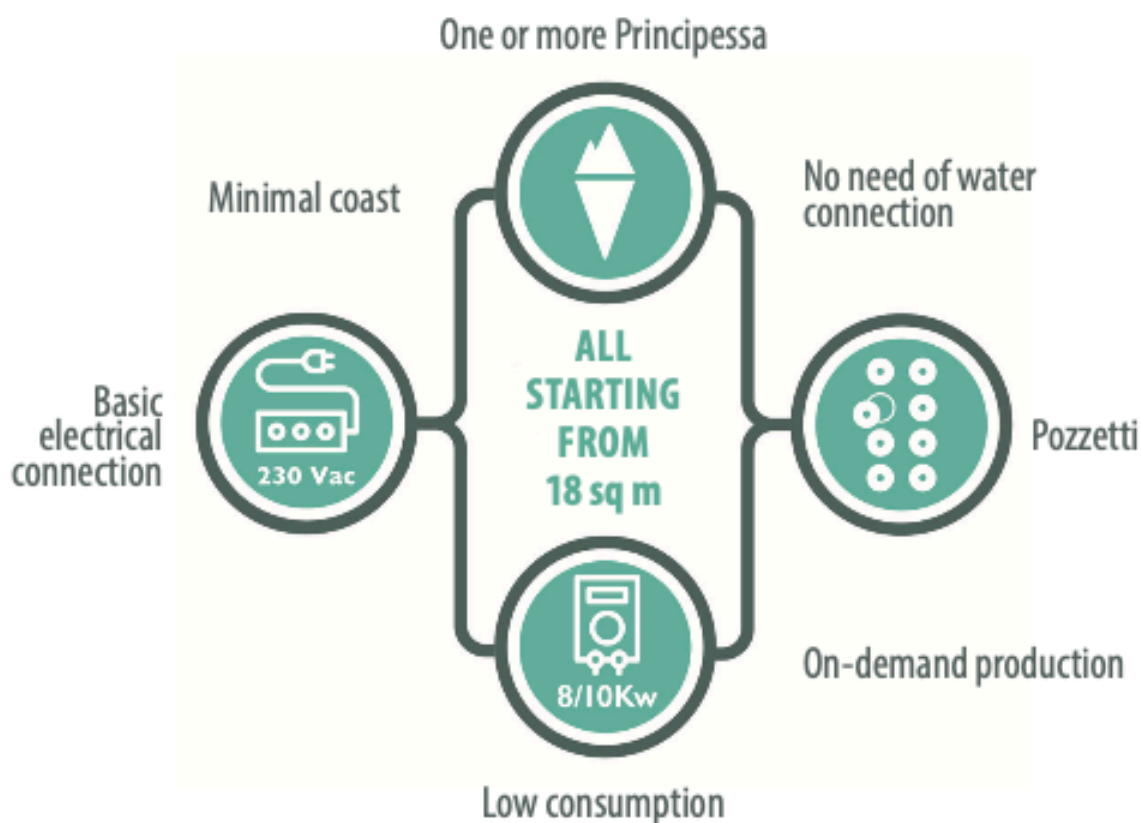 One or more Principessa
Minimal coast
No need of water
connection
ALL
STARTING
FROM
18 sq m
Basic
electrical
connection
230 Vac
Pozzetti
8/10Kw
On-demand production
Low consumption